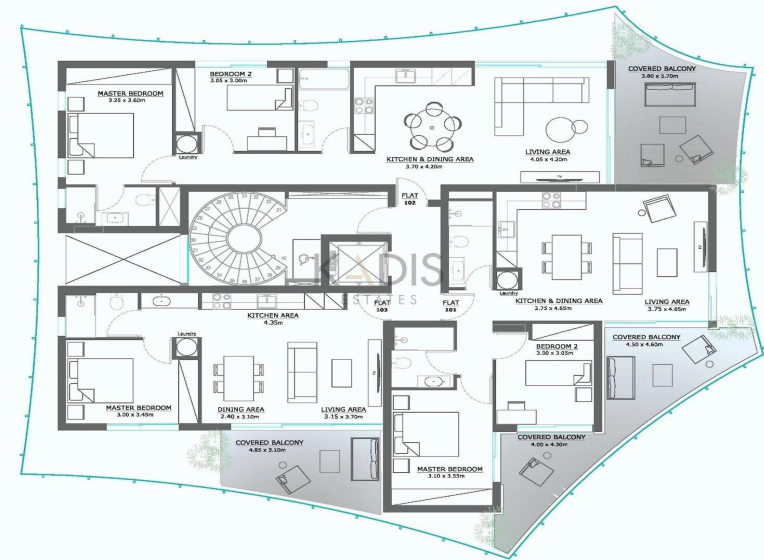 MASTER BEDROOM
3.25 x 3.60m
BEDROOM 2
3.05 x 3.00m
Laundry
KITCHEN & DINING AREA
3.70 x 4.20m
LIVING AREA
4.05 x 4.20m
COVERED BALCONY
3.80 x 5.70m
FLAT
102
KADIS
ESTATES
Laundry
KITCHEN & DINING AREA
2.75 x 4.65m
LIVING AREA
3.75 x 4.65m
FLAT
103
FLAT
101
KITCHEN AREA
4.35m
Laundry
MASTER BEDROOM
3.00 x 3.45m
DINING AREA
2.40 x 3.10m
LIVING AREA
3.15 x 3.70m
COVERED BALCONY
4.85 x 3.10m
BEDROOM 2
3.00 x 3.05m
COVERED BALCONY
4.50 x 4.60m
MASTER BEDROOM
3.10 x 3.55m
COVERED BALCONY
4.00 x 4.30m